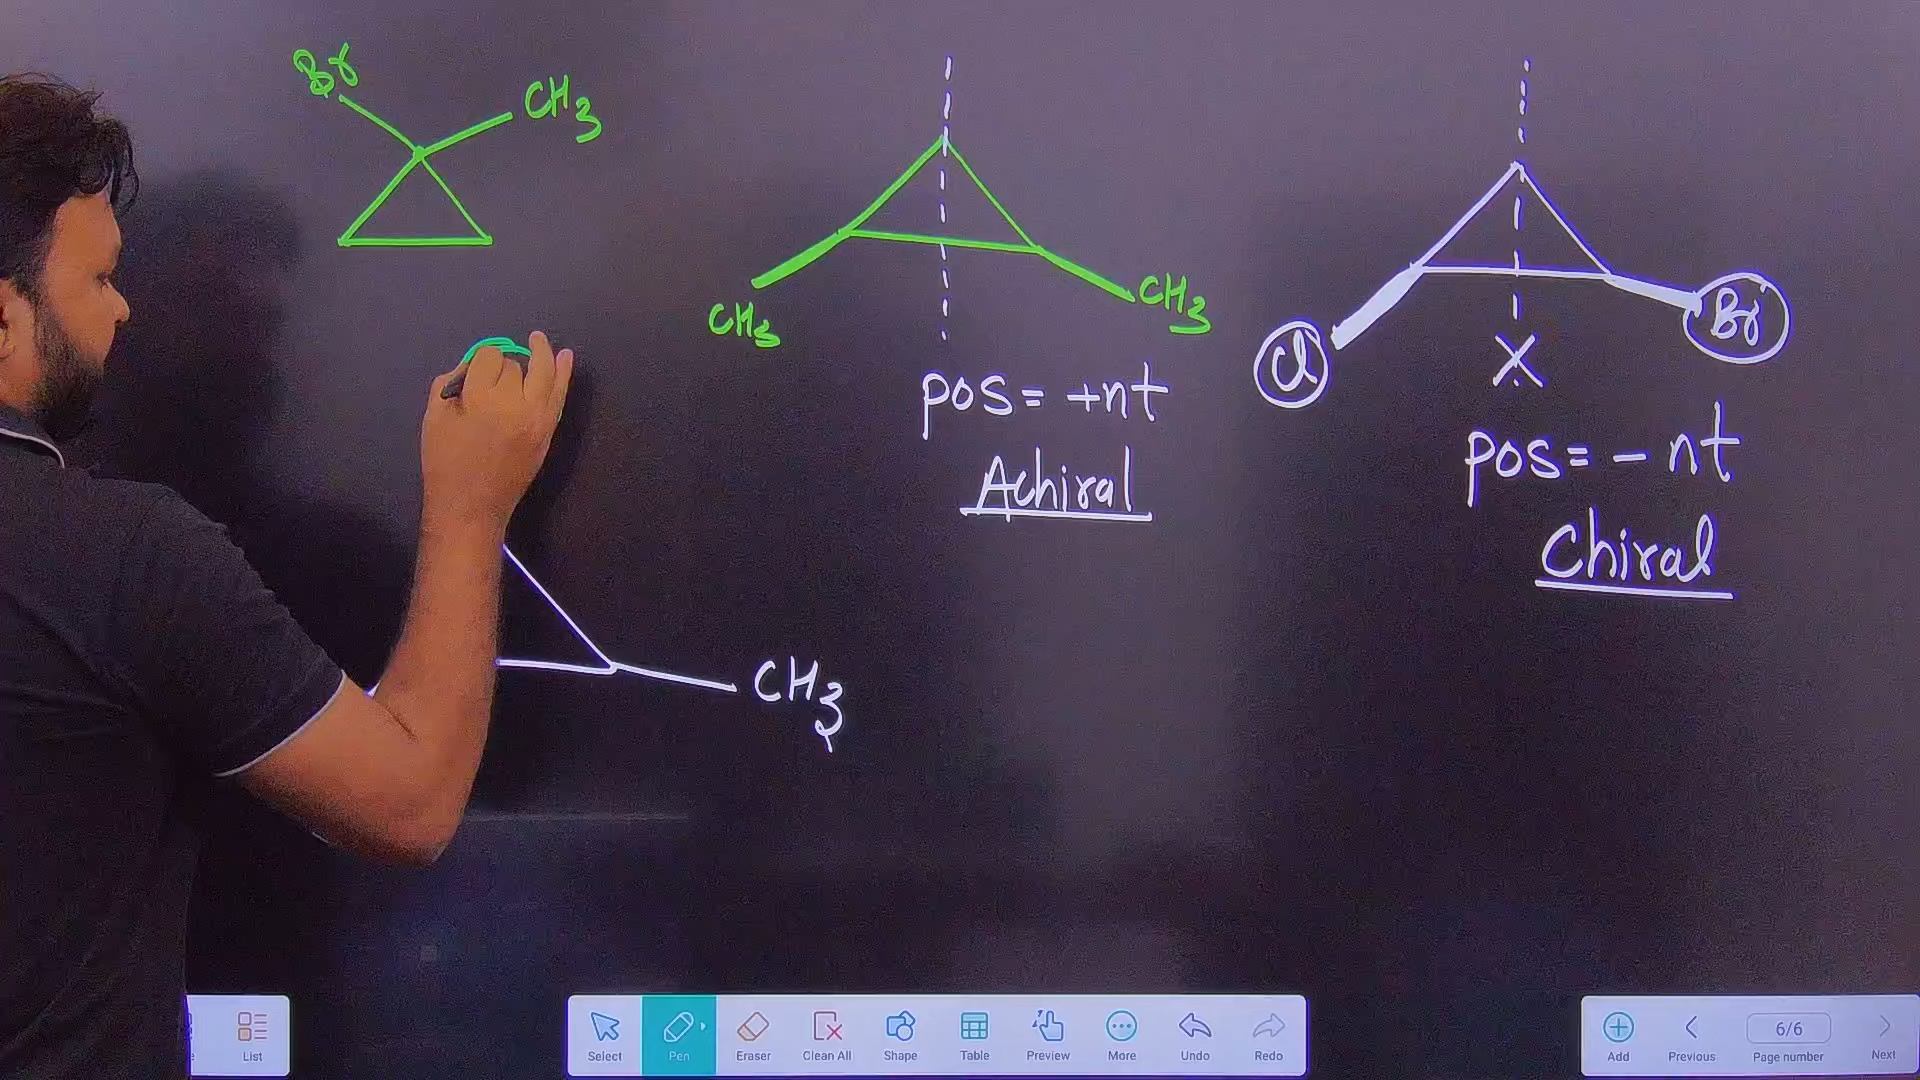 Br
CH3
CH3
CH3
pos= +nt
Achiral
Cl
Br
X
pos= - nt
Chiral
CH3
List
Select
Pen
Eraser
Clean All
Shape
Table
Preview
More
Undo
Redo
Add
Previous
6/6
Page number
Next